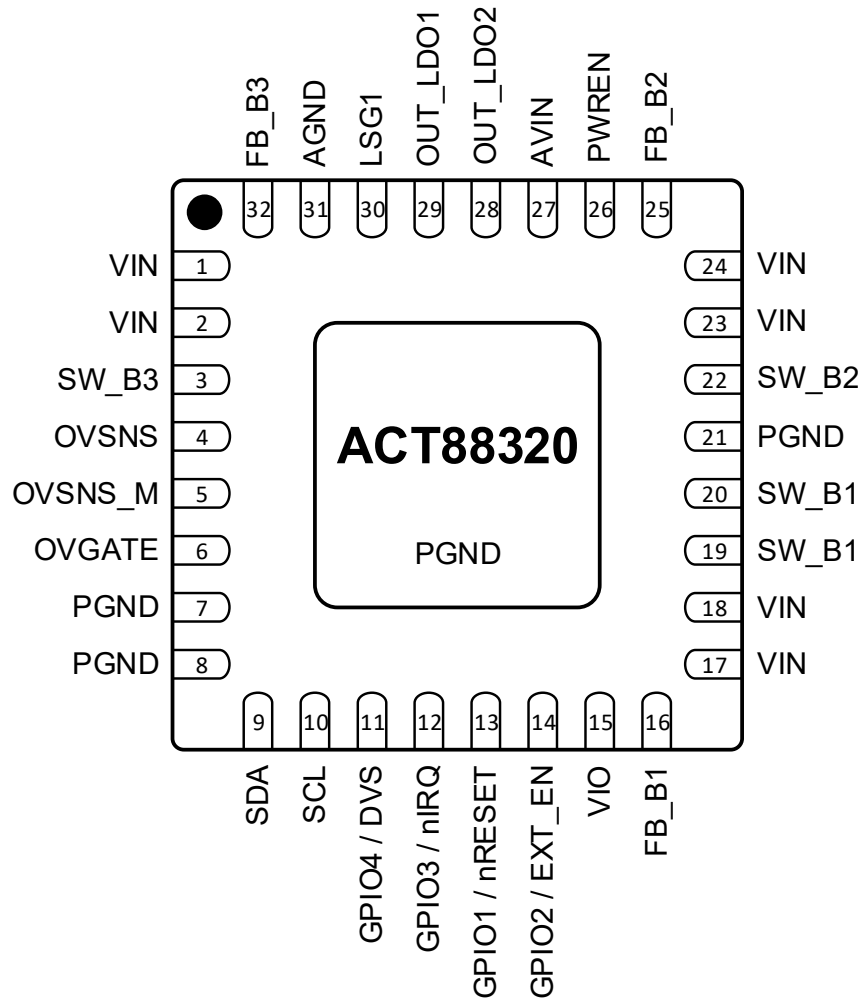 FB_B3
AGND
LSG1
OUT_LDO1
OUT_LDO2
AVIN
PWREN
FB_B2
32
31
30
29
28
27
26
25
VIN 1
24 VIN
VIN 2
23 VIN
SW_B3 3
22 SW_B2
OVSNS 4
21 PGND
ACT88320
OVSNS_M 5
20 SW_B1
OVGATE 6
PGND
19 SW_B1
PGND 7
18 VIN
PGND 8
17 VIN
9
10
11
12
13
14
15
16
SDA
SCL
GPIO4 / DVS
GPIO3 / nIRQ
GPIO1 / nRESET
GPIO2 / EXT_EN
VIO
FB_B1